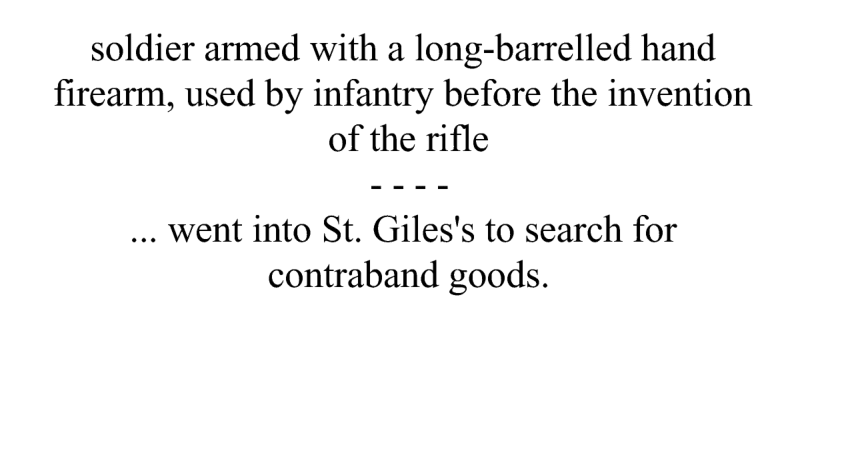 soldier armed with a long-barrelled hand
firearm, used by infantry before the invention
of the rifle
- - - -
... went into St. Giles's to search for
contraband goods.